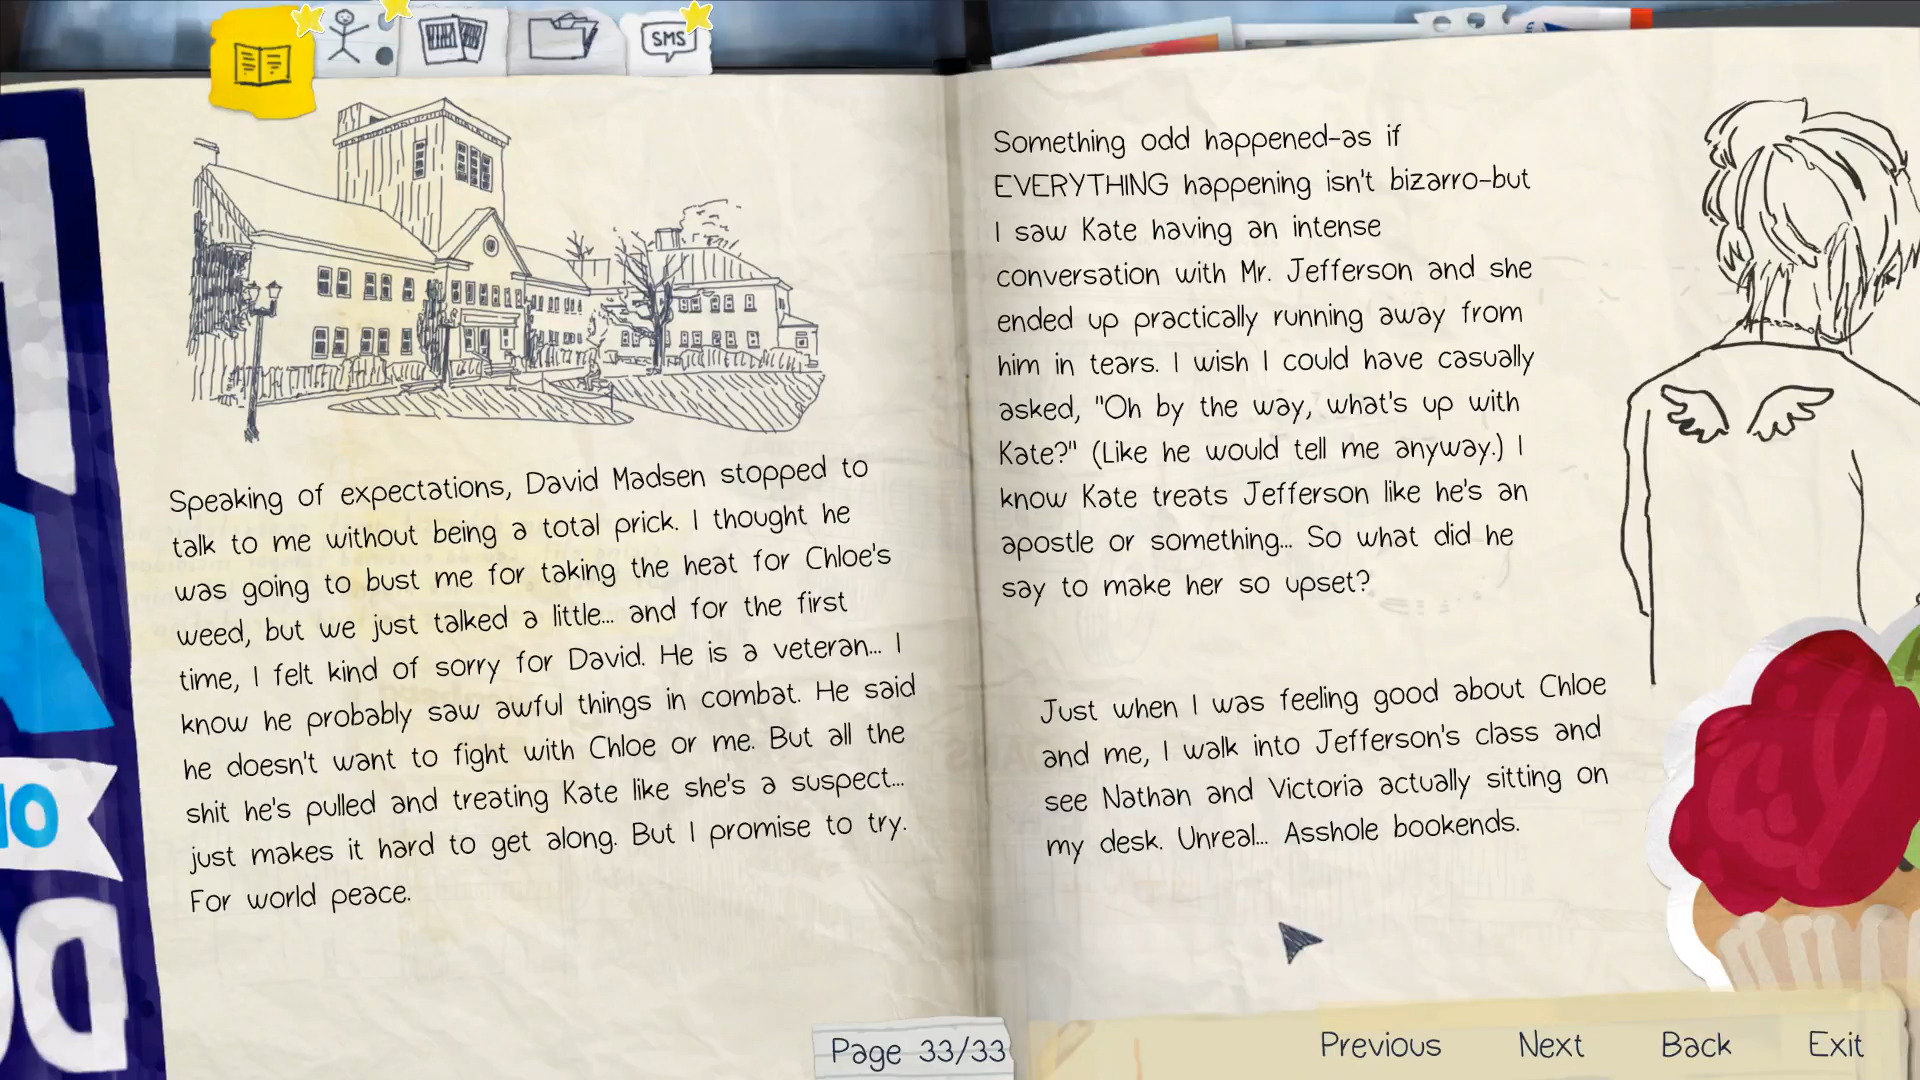 SMS
Speaking of expectations, David Madsen stopped to
talk to me without being a total prick. I thought he
was going to bust me for taking the heat for Chloe's
weed, but we just talked a little... and for the first
time, I felt kind of sorry for David. He is a veteran... I
know he probably saw awful things in combat. He said
he doesn't want to fight with Chloe or me. But all the
shit he's pulled and treating Kate like she's a suspect...
just makes it hard to get along. But I promise to try.
For world peace.
Something odd happened-as if
EVERYTHING happening isn't bizarro-but
I saw Kate having an intense
conversation with Mr. Jefferson and she
ended up practically running away from
him in tears. I wish I could have casually
asked, "Oh by the way, what's up with
Kate?" (Like he would tell me anyway.) I
know Kate treats Jefferson like he's an
apostle or something... So what did he
say to make her so upset?
Just when I was feeling good about Chloe
and me, I walk into Jefferson's class and
see Nathan and Victoria actually sitting on
my desk. Unreal... Asshole bookends.
Page 33/33
Previous Next Back Exit